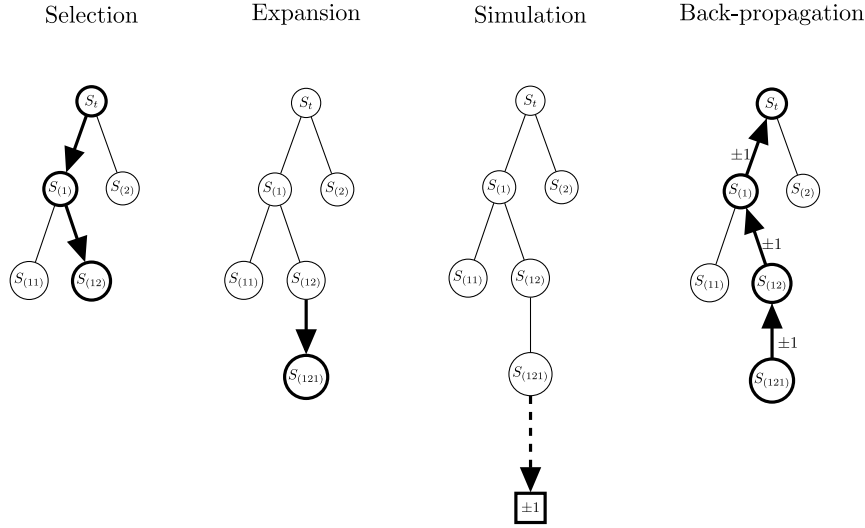 Selection
Expansion
Simulation
Back-propagation
S_t
S_(1)
S_(2)
S_(11)
S_(12)
S_t
S_(1)
S_(2)
S_(11)
S_(12)
S_(121)
S_t
S_(1)
S_(2)
S_(11)
S_(12)
S_(121)
±1
S_t
±1
S_(1)
S_(2)
±1
S_(11)
S_(12)
±1
S_(121)